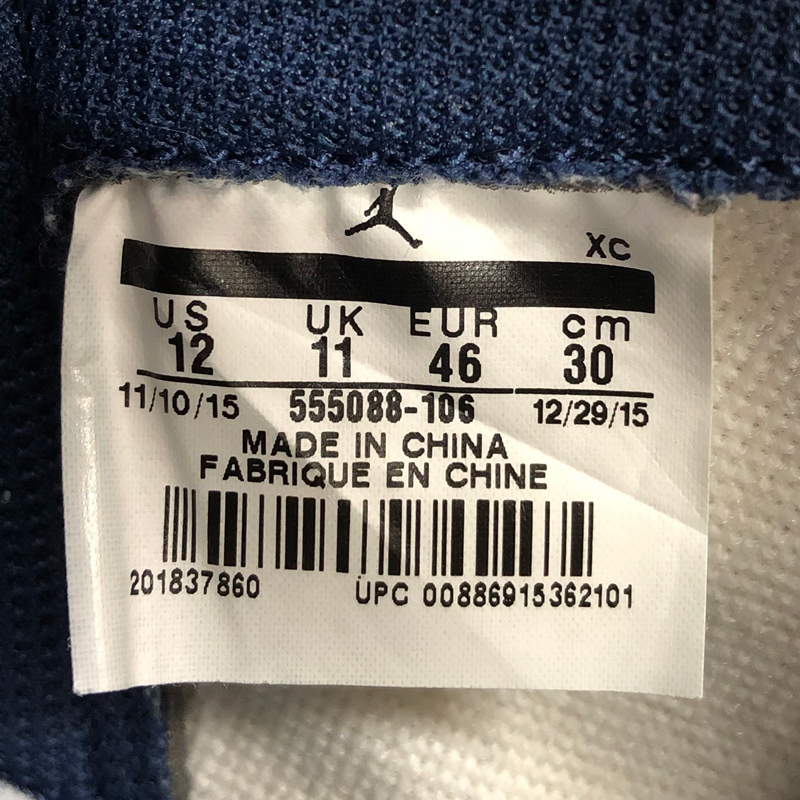 XC
US UK EUR cm
12 11 46 30
11/10/15 555088-106 12/29/15
MADE IN CHINA
FABRIQUE EN CHINE
201837860 UPC 00886915362101